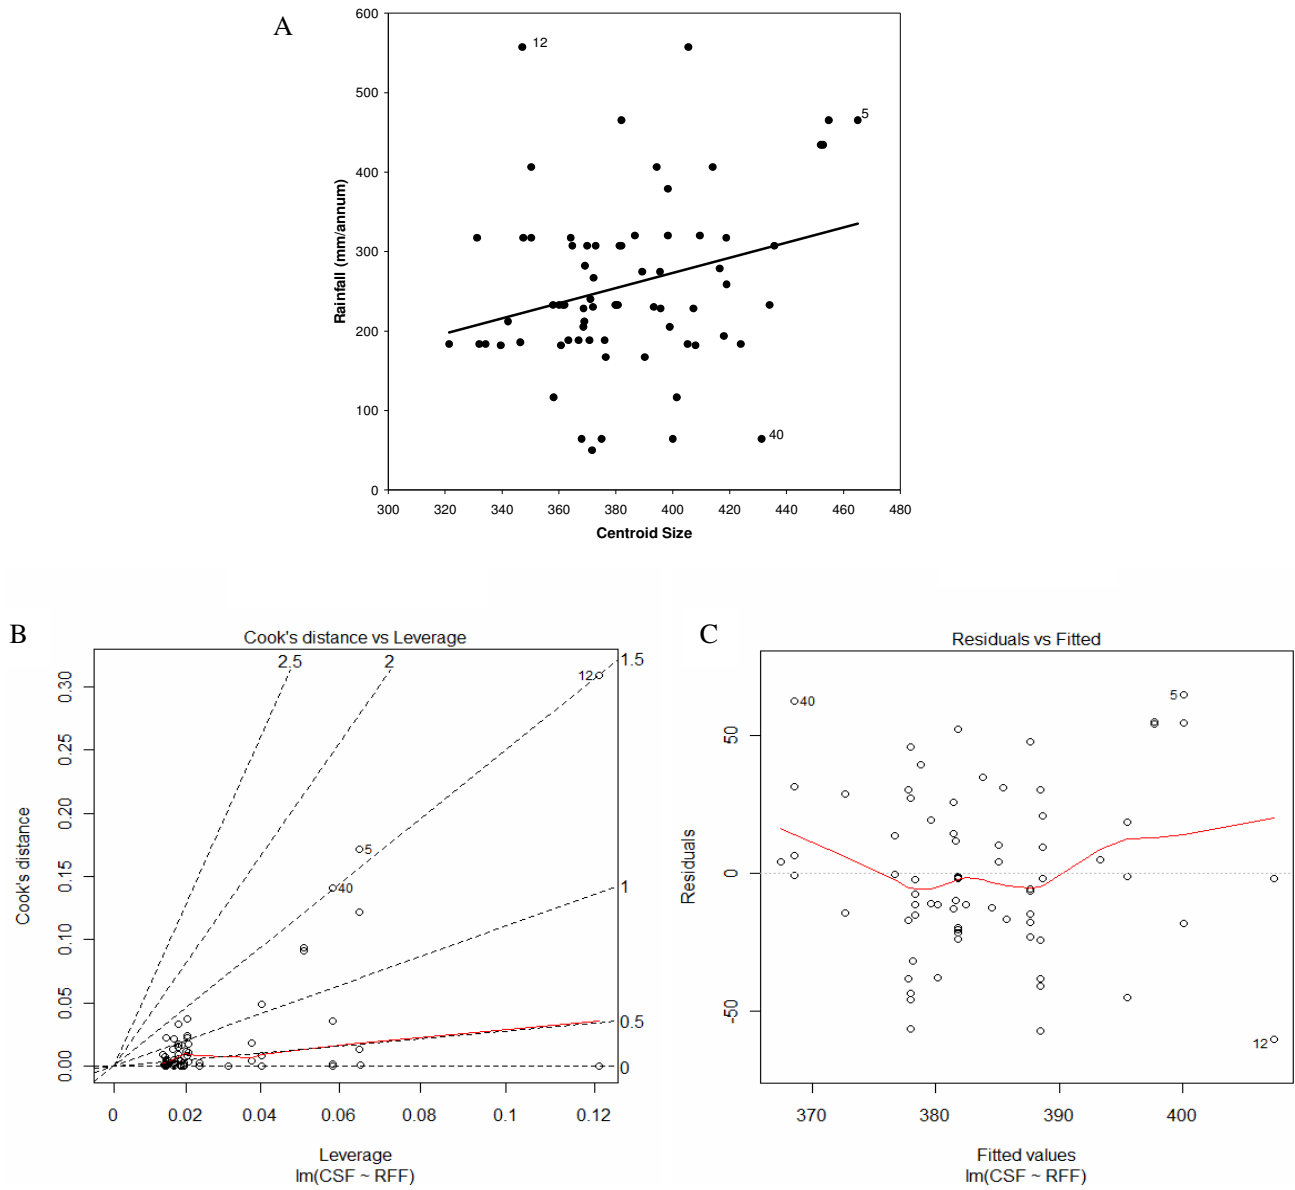 A
600
500
400
300
200
100
0
Rainfall (mm/annum)
12
5
40
300 320 340 360 380 400 420 440 460 480
Centroid Size
B
Cook's distance vs Leverage
2.5 2 1.5
12
5
40
1
0.5
0
0.30
0.25
0.20
0.15
0.10
0.05
0.00
Cook's distance
0 0.02 0.04 0.06 0.08 0.1 0.12
Leverage
lm(CSF ~ RFF)
C
Residuals vs Fitted
40
5
12
50
0
-50
Residuals
370 380 390 400
Fitted values
lm(CSF ~ RFF)